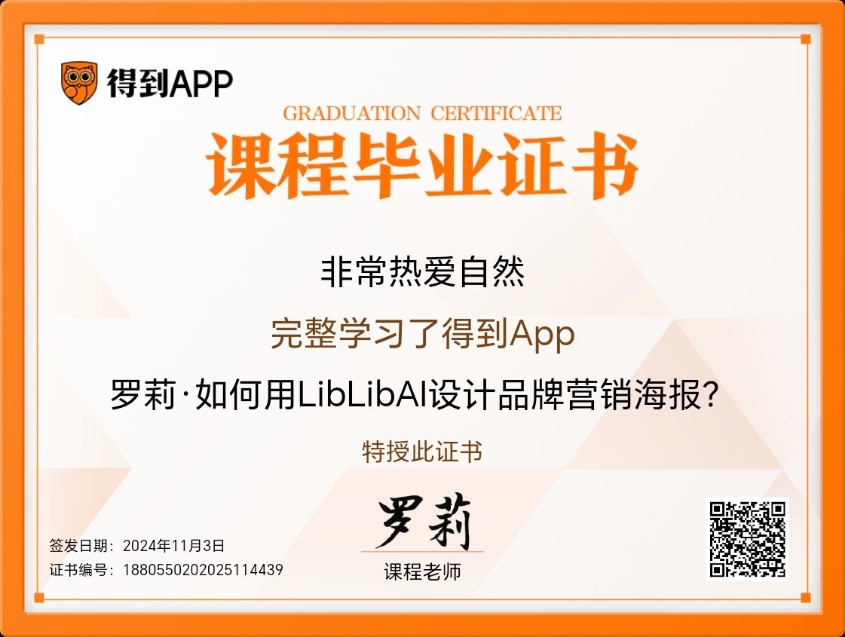 得到APP
GRADUATION CERTIFICATE
课程毕业证书
非常热爱自然
完整学习了得到App
罗莉·如何用LibLibAI设计品牌营销海报？
特授此证书
罗莉
课程老师
签发日期：2024年11月3日
证书编号：1880550202025114439